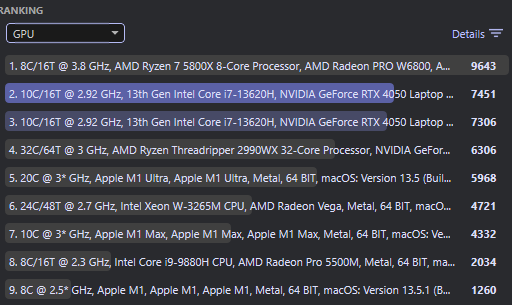 RANKING
GPU
Details
1. 8C/16T @ 3.8 GHz, AMD Ryzen 7 5800X 8-Core Processor, AMD Radeon PRO W6800, A... 9643
2. 10C/16T @ 2.92 GHz, 13th Gen Intel Core i7-13620H, NVIDIA GeForce RTX 4050 Laptop ... 7451
3. 10C/16T @ 2.92 GHz, 13th Gen Intel Core i7-13620H, NVIDIA GeForce RTX 4050 Laptop ... 7306
4. 32C/64T @ 3 GHz, AMD Ryzen Threadripper 2990WX 32-Core Processor, NVIDIA GeFor... 6306
5. 20C @ 3* GHz, Apple M1 Ultra, Apple M1 Ultra, Metal, 64 BIT, macOS: Version 13.5 (Buil... 5968
6. 24C/48T @ 2.7 GHz, Intel Xeon W-3265M CPU, AMD Radeon Vega, Metal, 64 BIT, macO... 4721
7. 10C @ 3* GHz, Apple M1 Max, Apple M1 Max, Apple M1 Max, Metal, 64 BIT, macOS: Ve... 4332
8. 8C/16T @ 2.3 GHz, Intel Core i9-9880H CPU, AMD Radeon Pro 5500M, Metal, 64 BIT, ma... 2034
9. 8C @ 2.5* GHz, Apple M1, Apple M1, Apple M1, Metal, 64 BIT, macOS: Version 13.5.1 (B... 1260